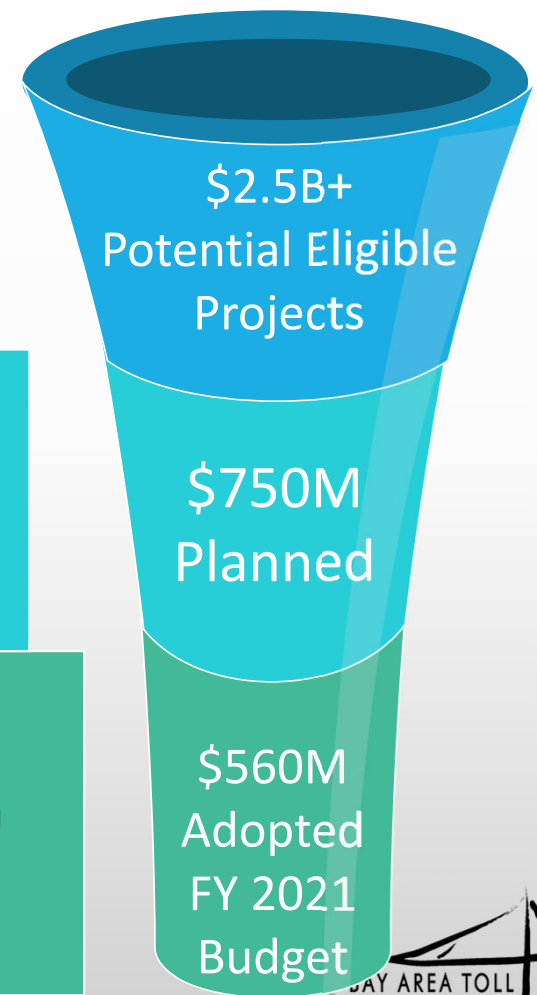 $2.5B+
Potential Eligible
Projects
$750M
Planned
$560M
Adopted
FY 2021
Budget
BAY AREA TOLL